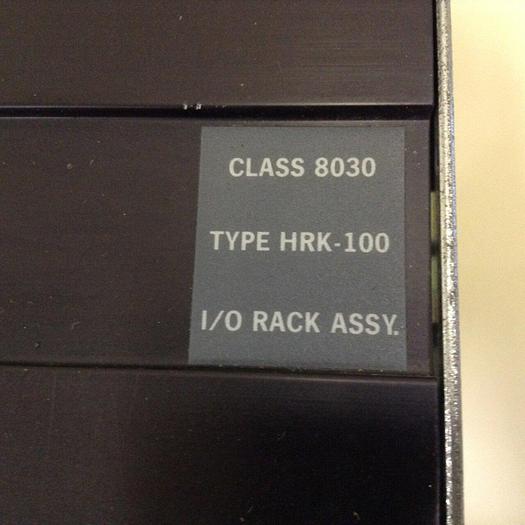 CLASS 8030
TYPE HRK-100
I/O RACK ASSY.